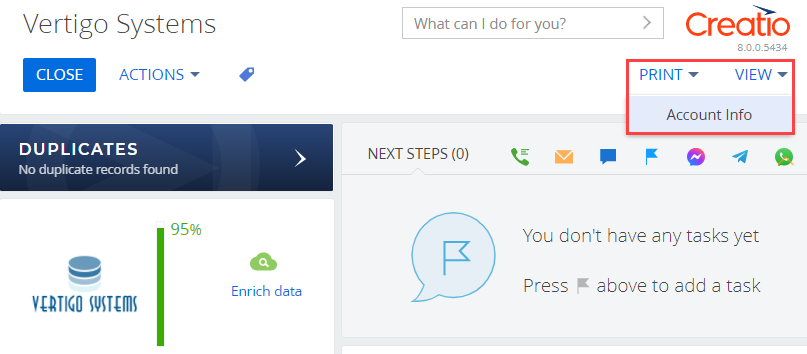 Vertigo Systems
What can I do for you?
Creatio
8.0.0.5434
CLOSE
ACTIONS
PRINT
VIEW
Account Info
DUPLICATES
No duplicate records found
NEXT STEPS (0)
95%
VERTIGO SYSTEMS
Enrich data
You don't have any tasks yet
Press above to add a task